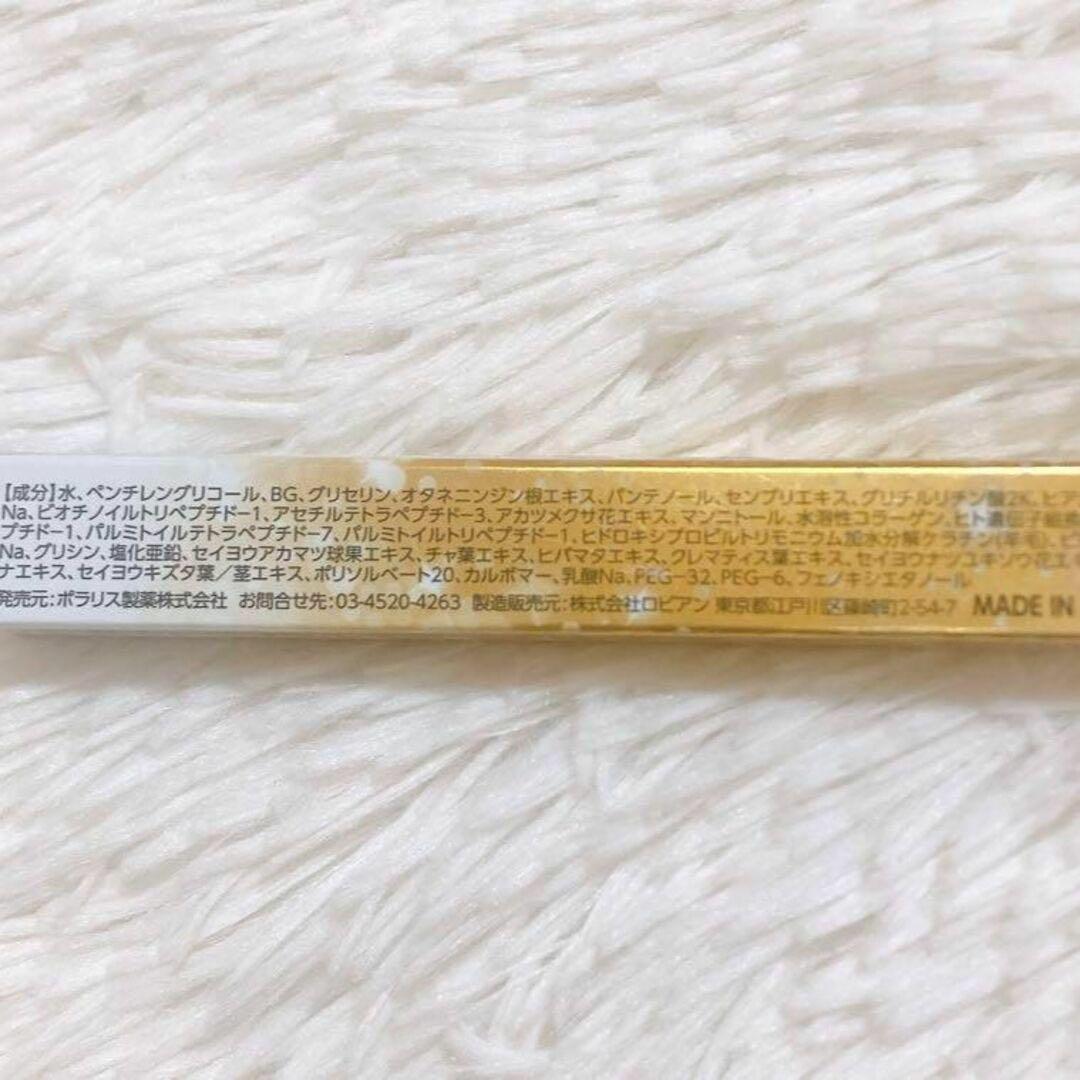 【成分】水、ペンチレングリコール、BG、グリセリン、オタネニンジン根エキス、パンテノール、センブリエキス、グリチルリチン酸2K、ヒア
Na、ビオチノイルトリペプチド-1、アセチルテトラペプチド-3、アカツメクサ花エキス、マンニトール、水溶性コラーゲン、ヒト遺伝子組換
プチド-1、パルミトイルテトラペプチド-7、パルミトイルトリペプチド-1、ヒドロキシプロピルトリモニウム加水分解ケラチン(羊毛)、ピ
Na、グリシン、塩化亜鉛、セイヨウアカマツ球果エキス、チャ葉エキス、ヒバマタエキス、クレマティス葉エキス、セイヨウナツユキソウ花エキ
ナエキス、セイヨウキズタ葉/茎エキス、ポリソルベート20、カルボマー、乳酸Na、PEG-32、PEG-6、フェノキシエタノール
発売元:ポラリス製薬株式会社 お問合せ先:03-4520-4263 製造販売元:株式会社ロビアン 東京都江戸川区篠崎町2-54-7 MADE IN